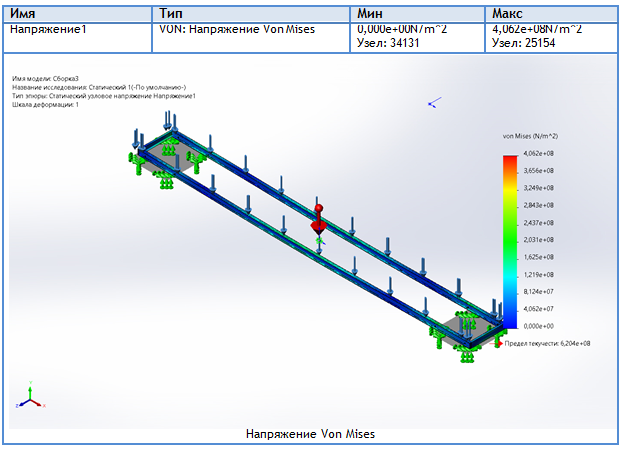 Имя Тип Мин Макс
Напряжение1 VON: Напряжение Von Mises 0,000e+00N/m^2 4,062e+08N/m^2
Узел: 34131 Узел: 25154
Имя модели: Сборка3
Название исследования: Статический 1(-По умолчанию-)
Тип эпюры: Статический узловое напряжение Напряжение1
Шкала деформации: 1
von Mises (N/m^2)
4,062e+08
3,656e+08
3,249e+08
2,843e+08
2,437e+08
2,031e+08
1,625e+08
1,219e+08
8,124e+07
4,062e+07
0,000e+00
Предел текучести: 6,204e+08
Y
Z
X
Напряжение Von Mises